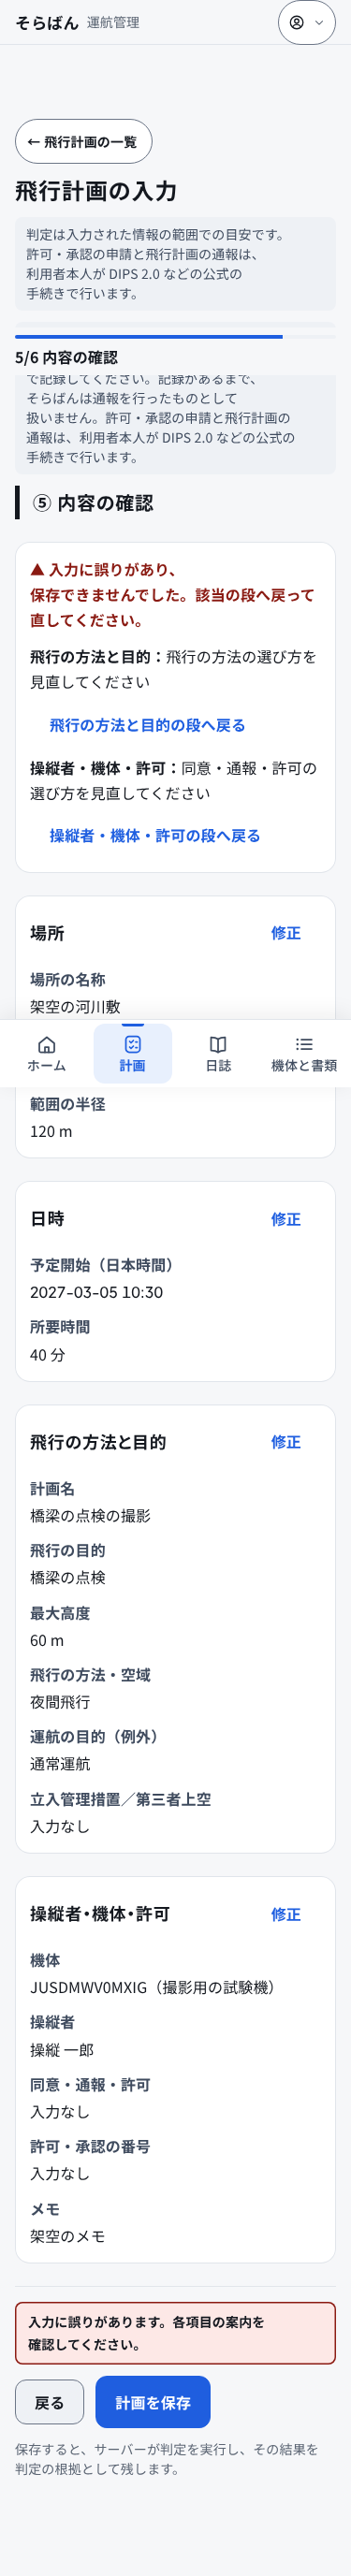 そらばん 運航管理
← 飛行計画の一覧
飛行計画の入力
判定は入力された情報の範囲での目安です。
許可・承認の申請と飛行計画の通報は、
利用者本人が DIPS 2.0 などの公式の
手続きで行います。
5/6 内容の確認
で記録してください。記録があるまで、
そらばんは通報を行ったものとして
扱いません。許可・承認の申請と飛行計画の
通報は、利用者本人が DIPS 2.0 などの公式の
手続きで行います。
⑤ 内容の確認
▲ 入力に誤りがあり、
保存できませんでした。該当の段へ戻って
直してください。
飛行の方法と目的：飛行の方法の選び方を
見直してください
飛行の方法と目的の段へ戻る
操縦者・機体・許可：同意・通報・許可の
選び方を見直してください
操縦者・機体・許可の段へ戻る
場所
修正
場所の名称
架空の河川敷
ホーム
計画
日誌
機体と書類
範囲の半径
120 m
日時
修正
予定開始（日本時間）
2027-03-05 10:30
所要時間
40 分
飛行の方法と目的
修正
計画名
橋梁の点検の撮影
飛行の目的
橋梁の点検
最大高度
60 m
飛行の方法・空域
夜間飛行
運航の目的（例外）
通常運航
立入管理措置／第三者上空
入力なし
操縦者・機体・許可
修正
機体
JUSDMWV0MXIG（撮影用の試験機）
操縦者
操縦 一郎
同意・通報・許可
入力なし
許可・承認の番号
入力なし
メモ
架空のメモ
入力に誤りがあります。各項目の案内を
確認してください。
戻る
計画を保存
保存すると、サーバーが判定を実行し、その結果を
判定の根拠として残します。